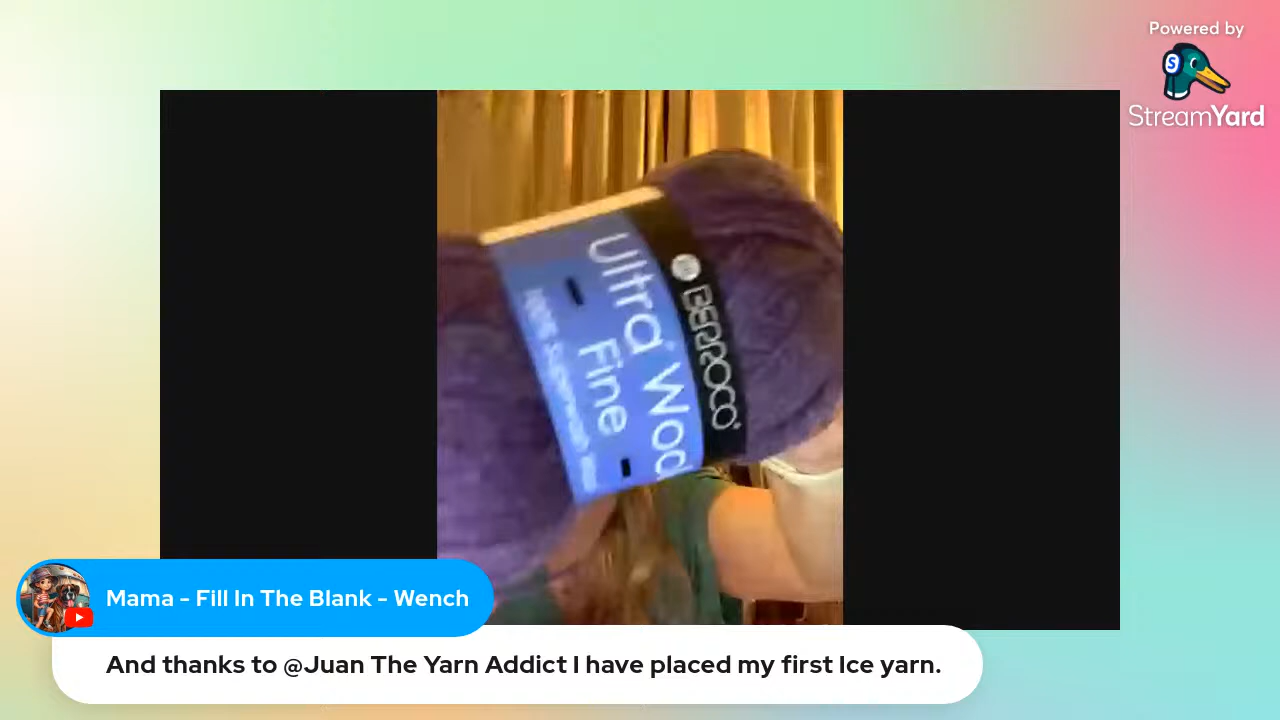 Powered by
StreamYard
BERROCO
Ultra Wool
Fine
Mama - Fill In The Blank - Wench
And thanks to @Juan The Yarn Addict I have placed my first Ice yarn.